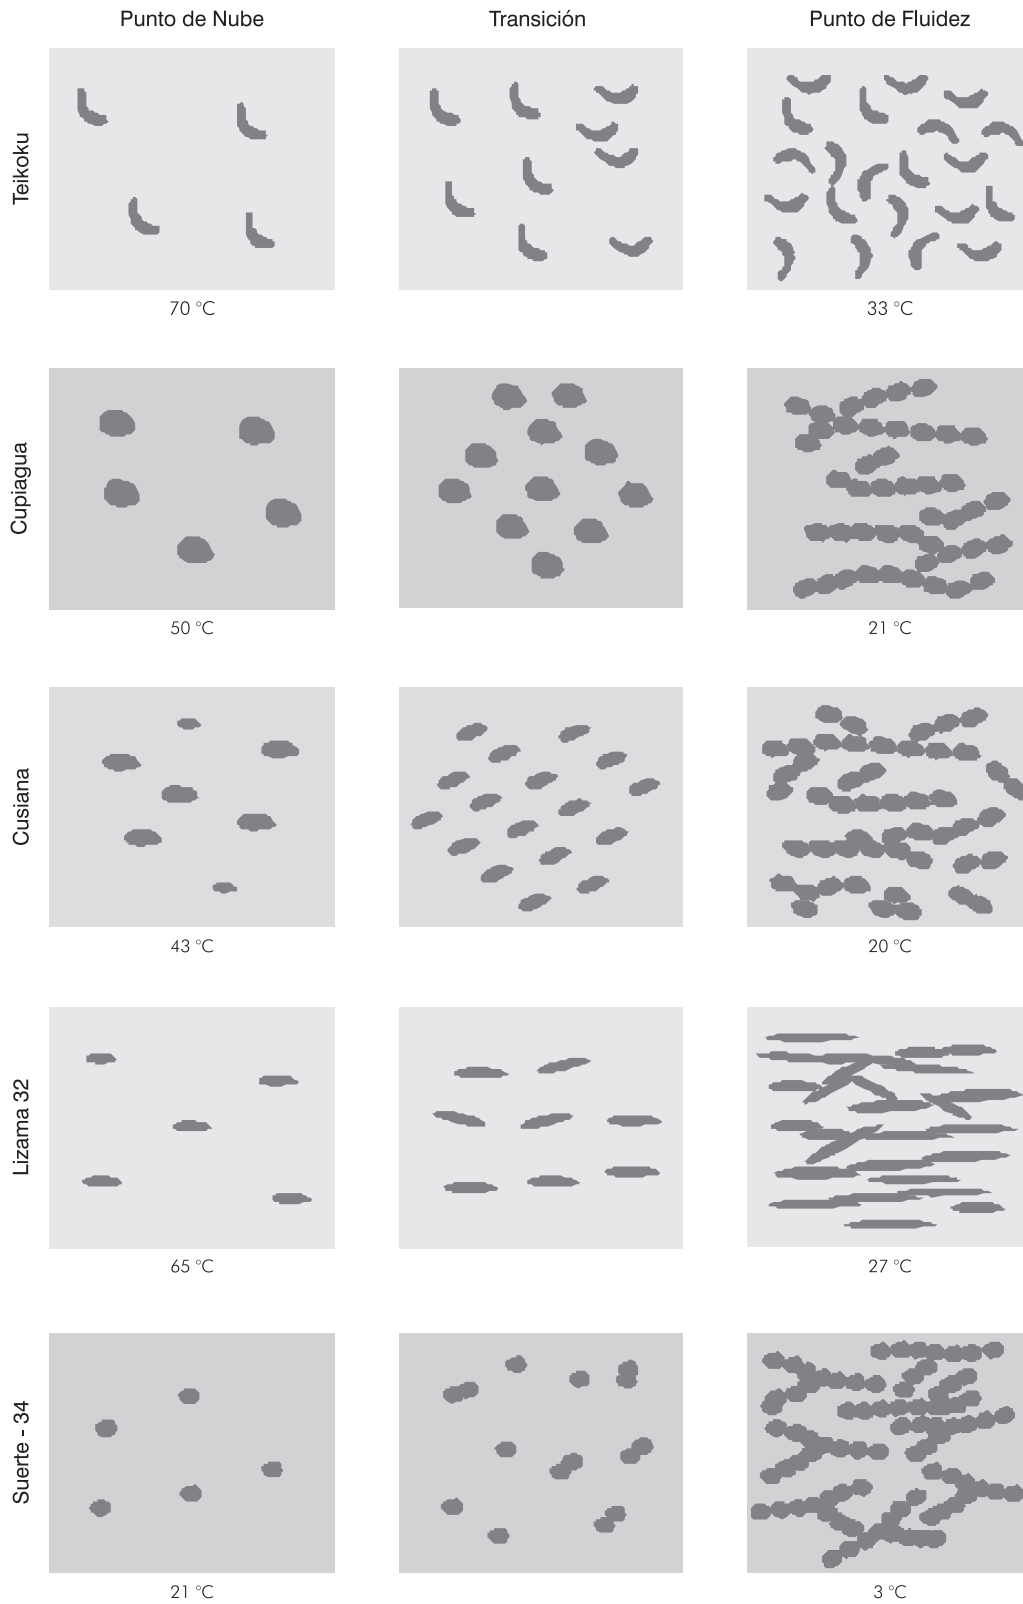 Punto de Nube Transición Punto de Fluidez
Teikoku
70 °C 33 °C
Cupiagua
50 °C 21 °C
Cusiana
43 °C 20 °C
Lizama 32
65 °C 27 °C
Suerte - 34
21 °C 3 °C